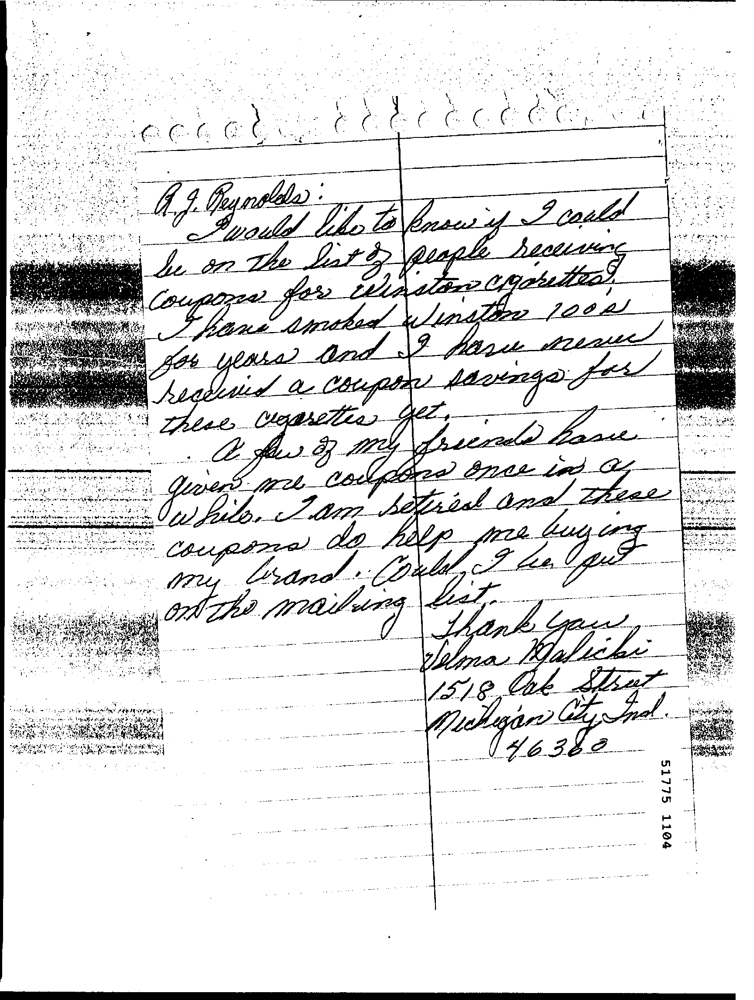 R.J. Reynolds:
I would like to know if I could
be on the list of people receiving
coupons for Winston cigarettes?
I have smoked Winston 100's
for years and I have never
received a coupon savings for
these cigarettes yet.
A few of my friends have
given me coupons once in a
while. I am retired and these
coupons do help me buying
my brand. Could I be put
on the mailing list.
Thank you
Velma Malicki
1518 Oak Street
Michigan City Ind.
46360
51775 1104